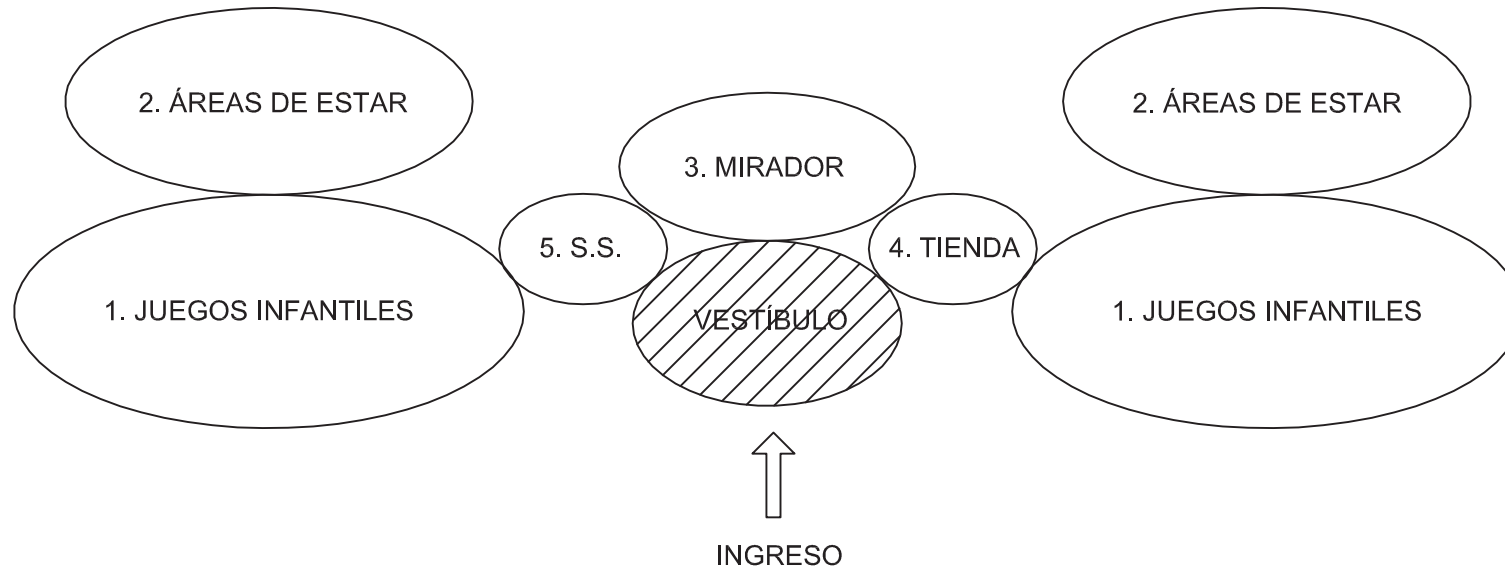 2. ÁREAS DE ESTAR
2. ÁREAS DE ESTAR
3. MIRADOR
5. S.S.
4. TIENDA
1. JUEGOS INFANTILES
1. JUEGOS INFANTILES
VESTÍBULO
INGRESO